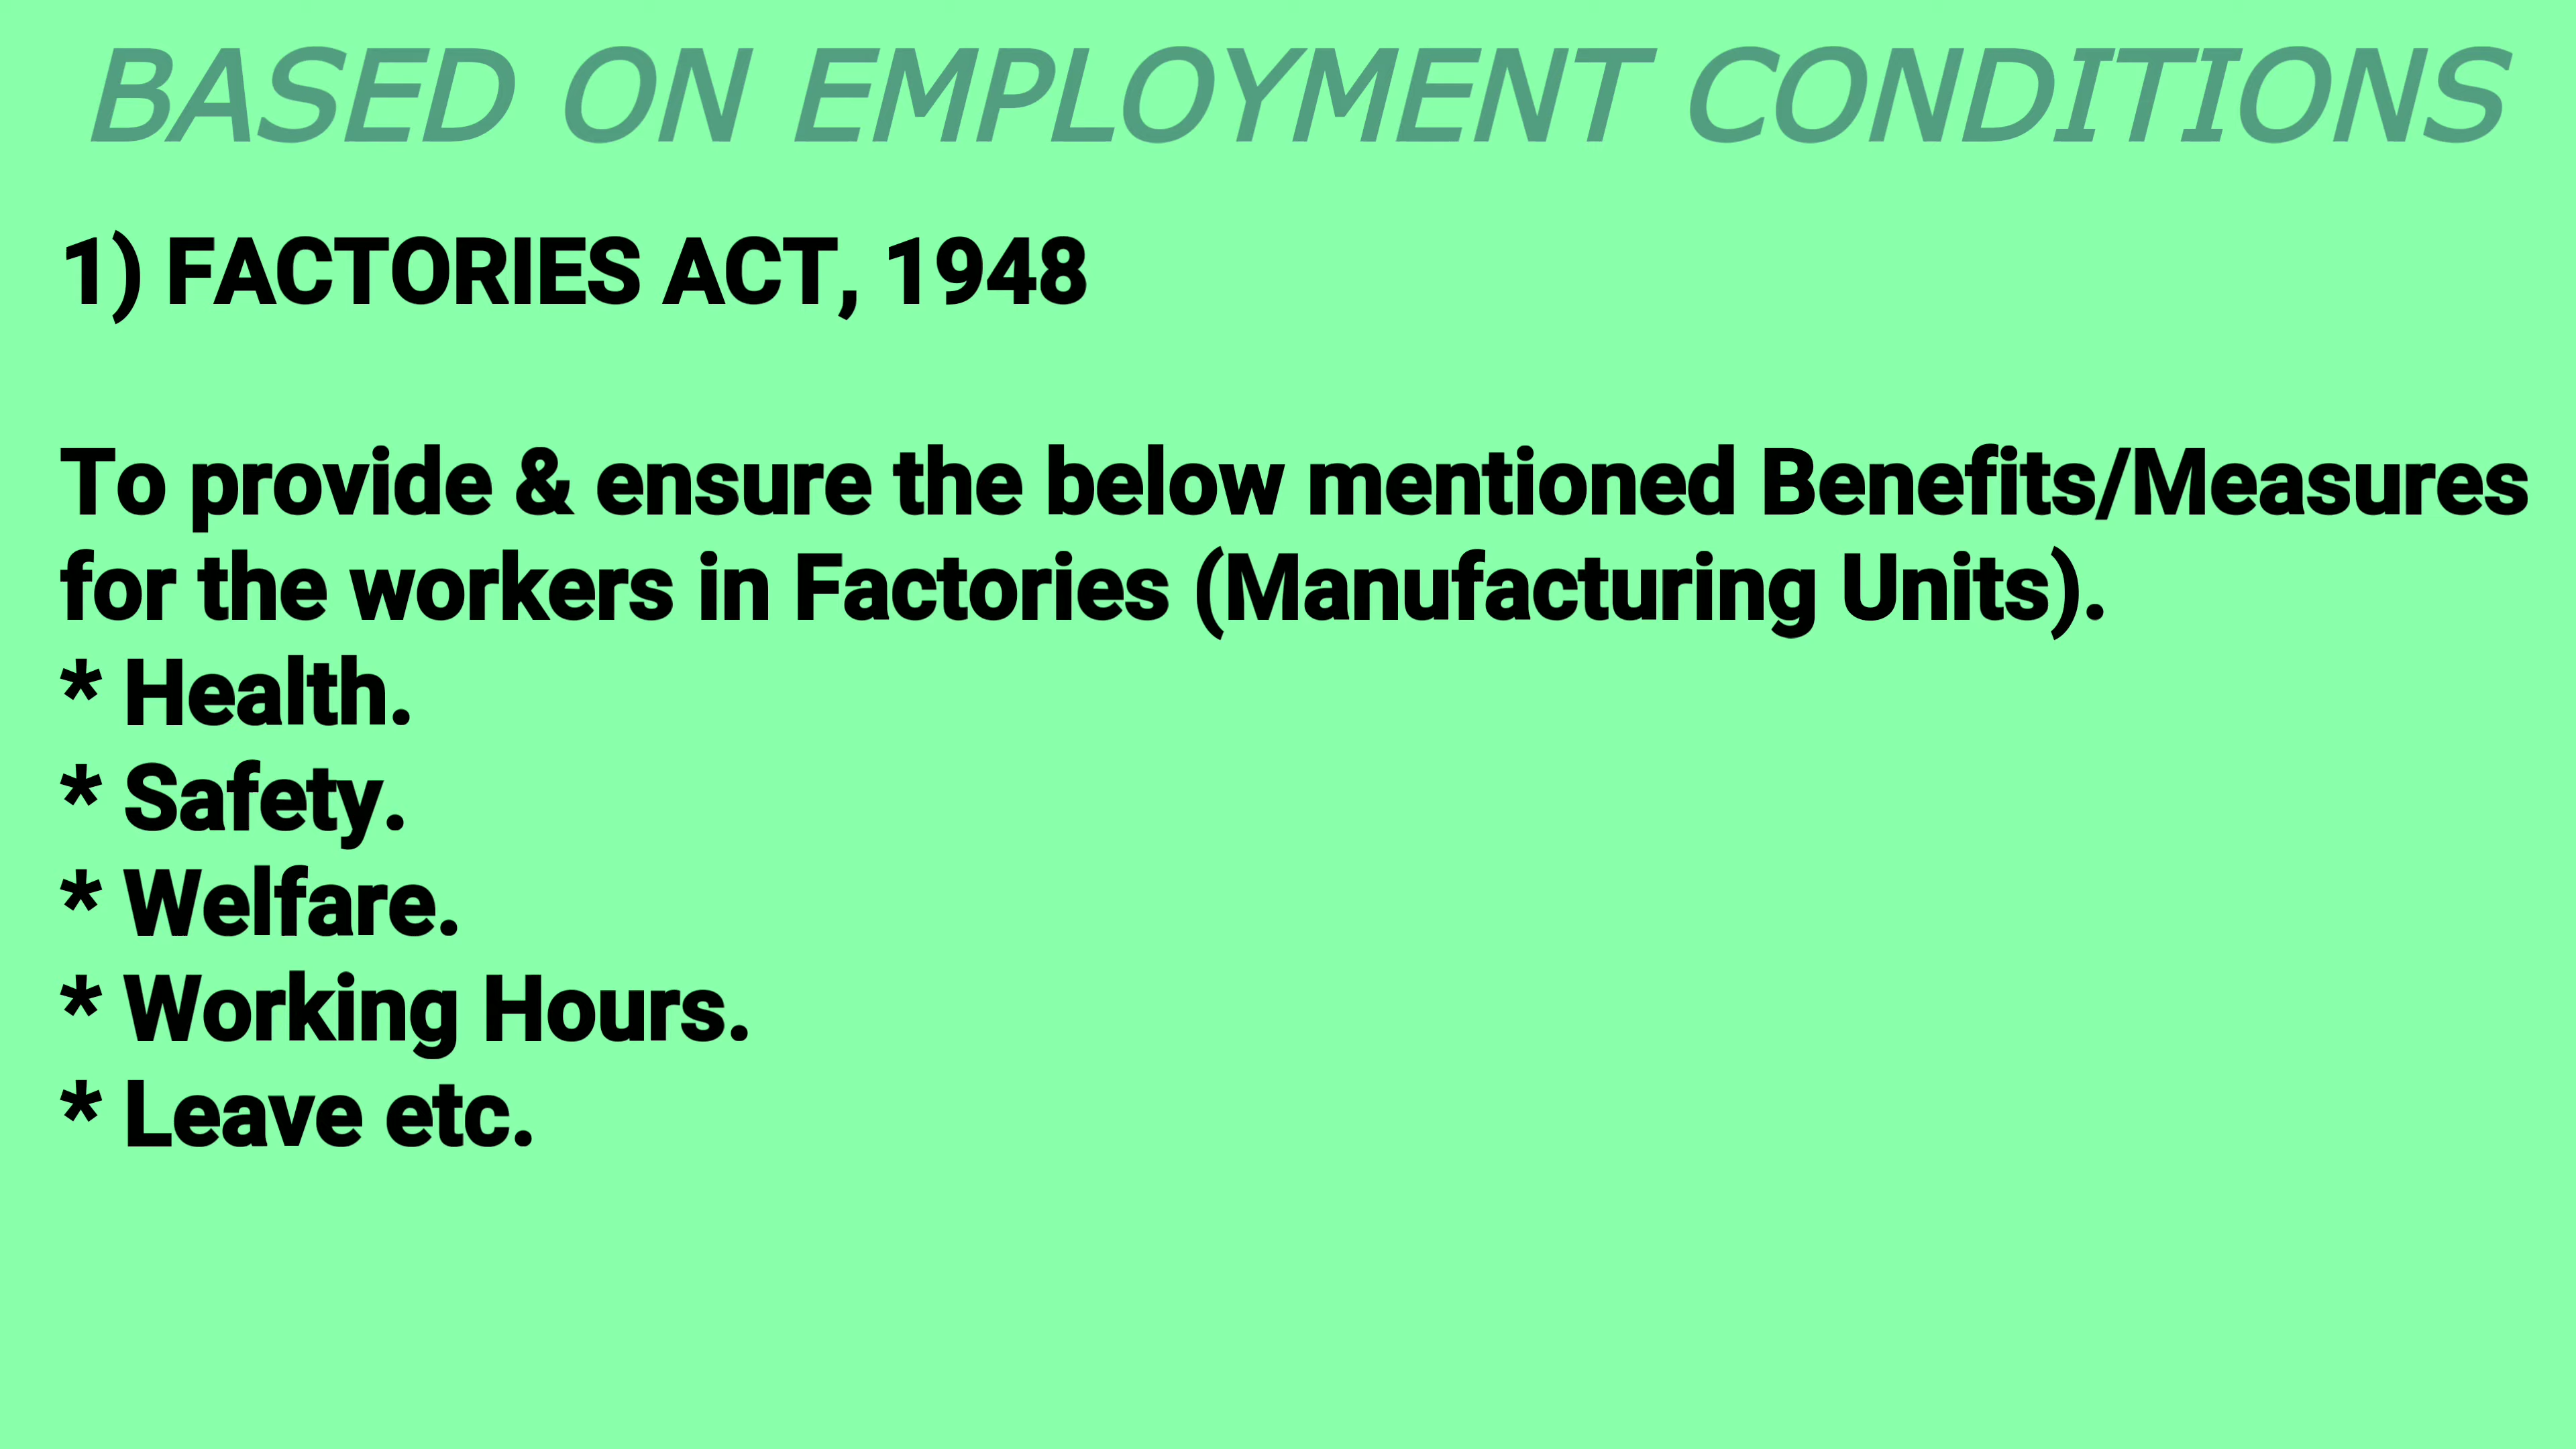 BASED ON EMPLOYMENT CONDITIONS
1) FACTORIES ACT, 1948
To provide & ensure the below mentioned Benefits/Measures
for the workers in Factories (Manufacturing Units).
* Health.
* Safety.
* Welfare.
* Working Hours.
* Leave etc.